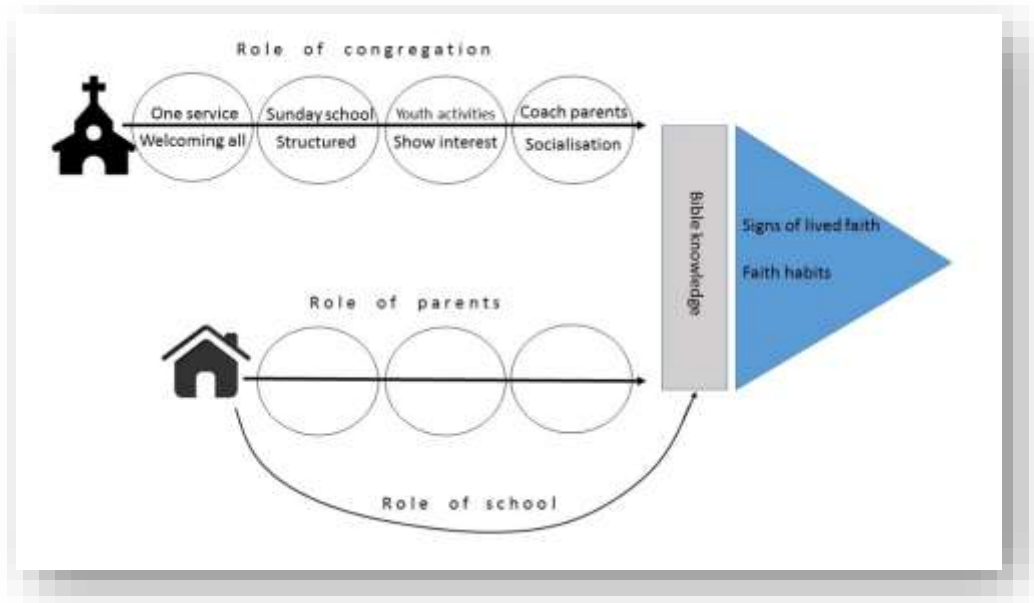 Role of congregation
One service
Welcoming all
Sunday school
Structured
Youth activities
Show interest
Coach parents
Socialisation
Bible knowledge
Signs of lived faith
Faith habits
Role of parents
Role of school